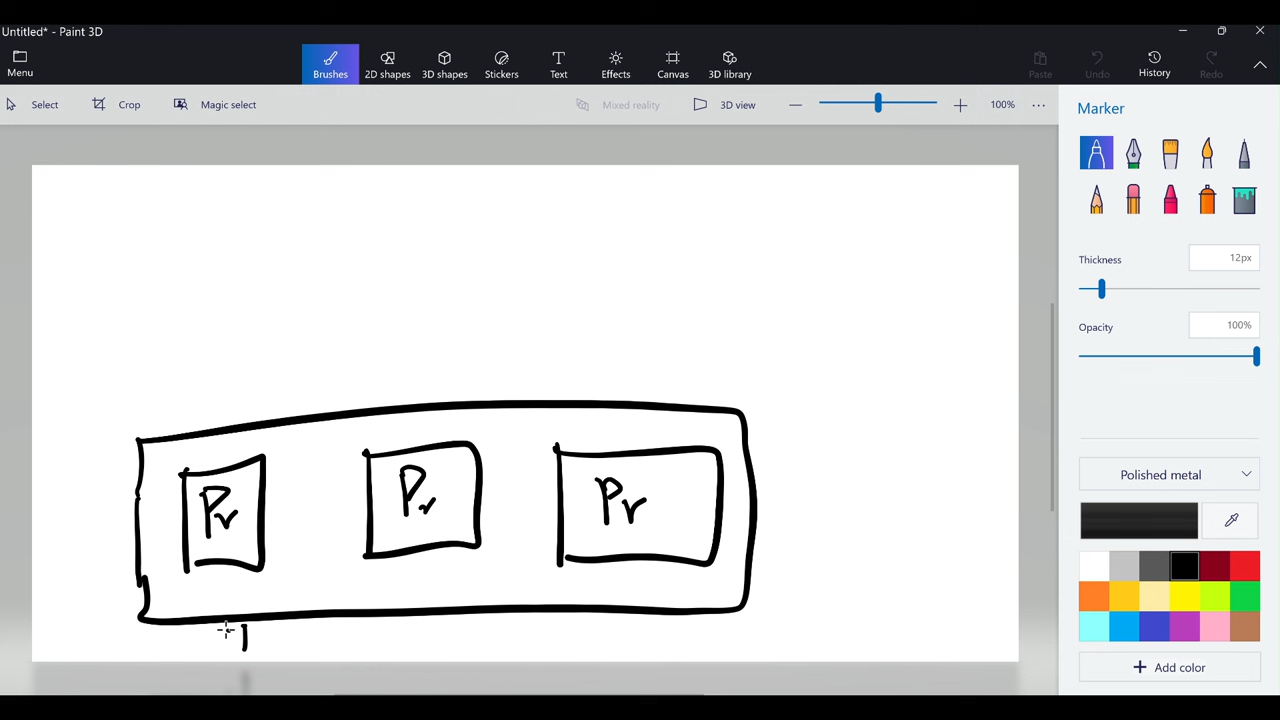 Untitled* - Paint 3D
Menu
Brushes
2D shapes
3D shapes
Stickers
Text
Effects
Canvas
3D library
Paste
Undo
History
Redo
Select
Crop
Magic select
Mixed reality
3D view
100%
Marker
Thickness
12px
Opacity
100%
Polished metal
Add color
Pr
Pr
Pr